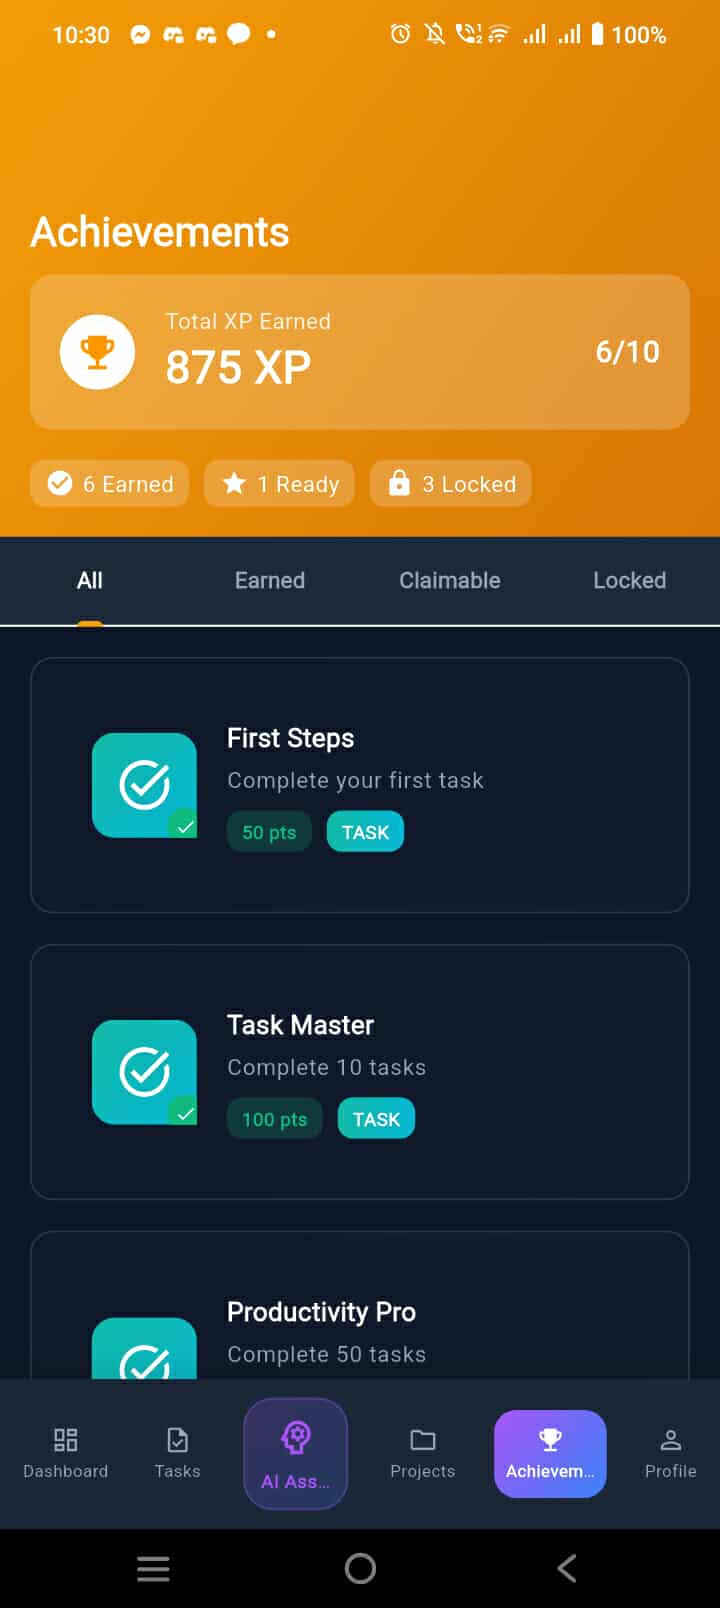 10:30
100%
Achievements
Total XP Earned
875 XP
6/10
6 Earned
1 Ready
3 Locked
All
Earned
Claimable
Locked
First Steps
Complete your first task
50 pts
TASK
Task Master
Complete 10 tasks
100 pts
TASK
Productivity Pro
Complete 50 tasks
Dashboard
Tasks
AI Ass...
Projects
Achievem...
Profile